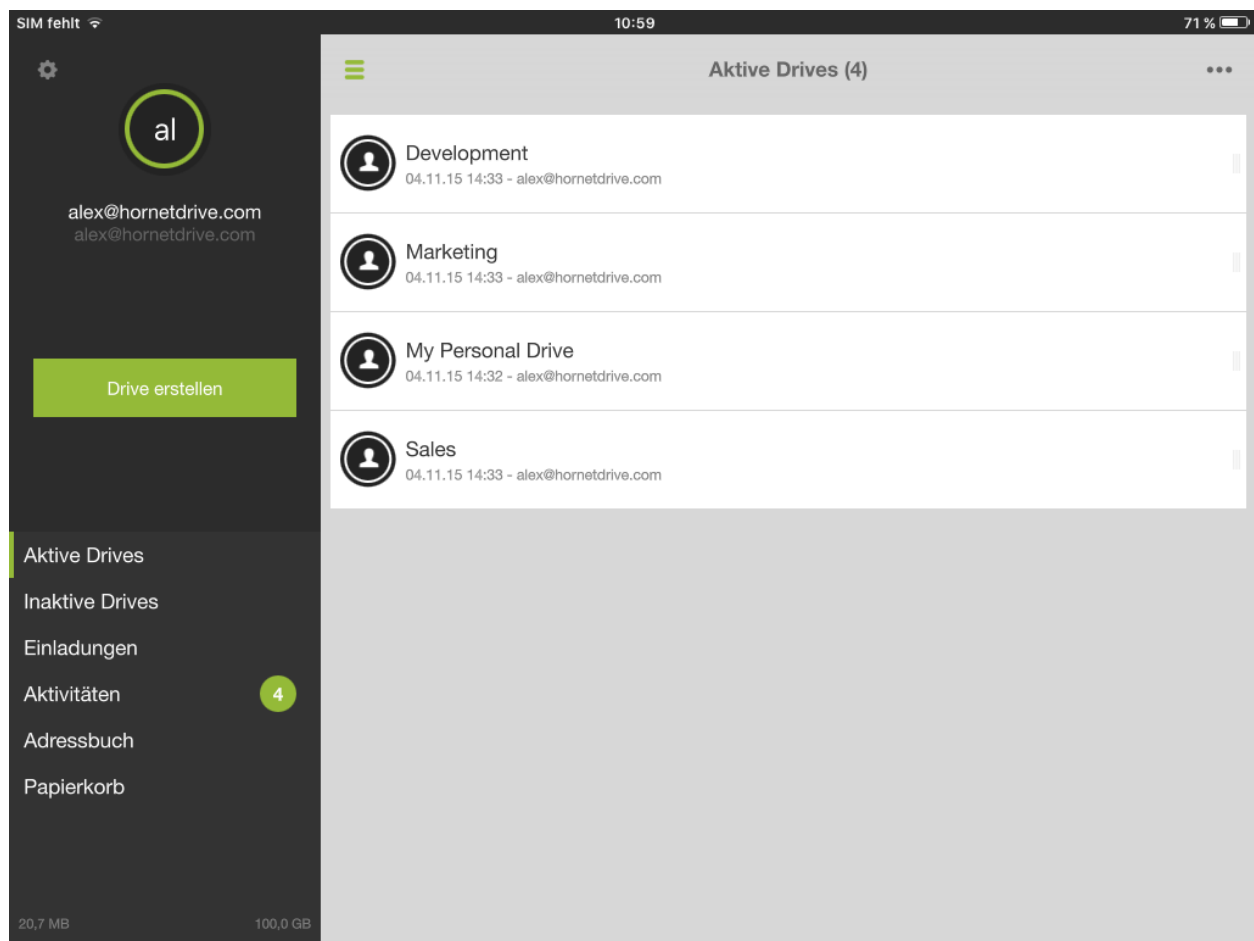 SIM fehlt 10:59 71 %
al
alex@hornetdrive.com
alex@hornetdrive.com
Drive erstellen
Aktive Drives
Inaktive Drives
Einladungen
Aktivitäten 4
Adressbuch
Papierkorb
20,7 MB 100,0 GB
Aktive Drives (4)
Development
04.11.15 14:33 - alex@hornetdrive.com
Marketing
04.11.15 14:33 - alex@hornetdrive.com
My Personal Drive
04.11.15 14:32 - alex@hornetdrive.com
Sales
04.11.15 14:33 - alex@hornetdrive.com